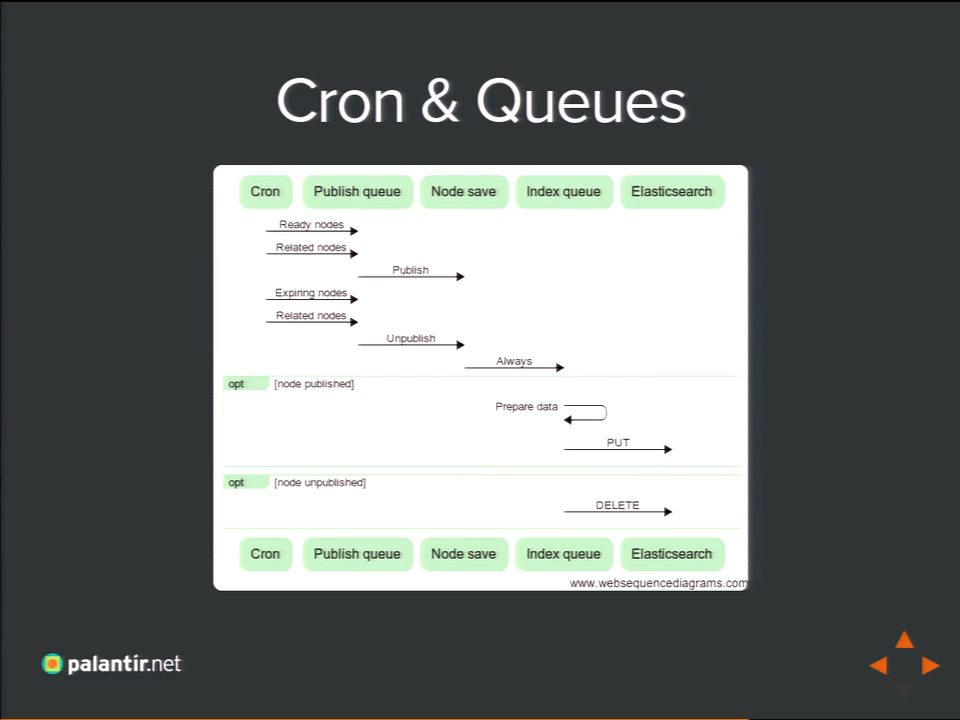 Cron & Queues
Cron Publish queue Node save Index queue Elasticsearch
Ready nodes
Related nodes
Publish
Expiring nodes
Related nodes
Unpublish
Always
opt [node published]
Prepare data
PUT
opt [node unpublished]
DELETE
Cron Publish queue Node save Index queue Elasticsearch
www.websequencediagrams.com
palantir.net